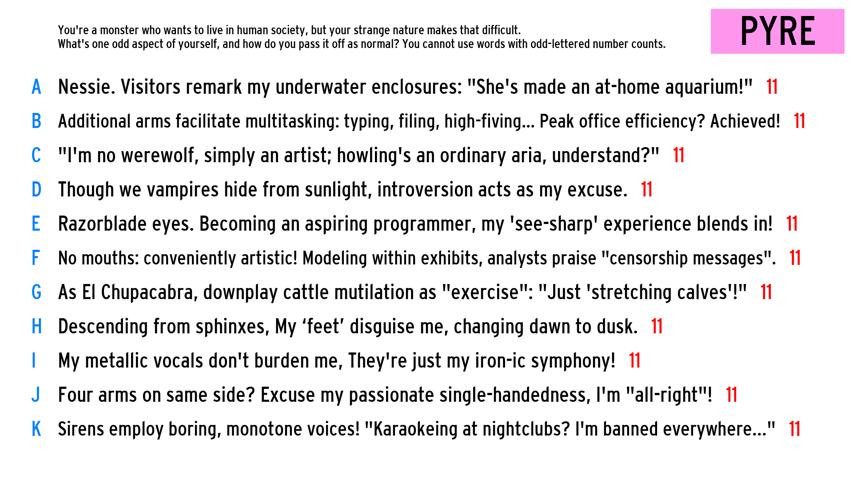 You're a monster who wants to live in human society, but your strange nature makes that difficult.
What's one odd aspect of yourself, and how do you pass it off as normal? You cannot use words with odd-lettered number counts.
PYRE
A Nessie. Visitors remark my underwater enclosures: "She's made an at-home aquarium!" 11
B Additional arms facilitate multitasking: typing, filing, high-fiving... Peak office efficiency? Achieved! 11
C "I'm no werewolf, simply an artist; howling's an ordinary aria, understand?" 11
D Though we vampires hide from sunlight, introversion acts as my excuse. 11
E Razorblade eyes. Becoming an aspiring programmer, my 'see-sharp' experience blends in! 11
F No mouths: conveniently artistic! Modeling within exhibits, analysts praise "censorship messages". 11
G As El Chupacabra, downplay cattle mutilation as "exercise": "Just 'stretching calves'!" 11
H Descending from sphinxes, My ‘feet’ disguise me, changing dawn to dusk. 11
I My metallic vocals don't burden me, They're just my iron-ic symphony! 11
J Four arms on same side? Excuse my passionate single-handedness, I'm "all-right"! 11
K Sirens employ boring, monotone voices! "Karaokeing at nightclubs? I'm banned everywhere..." 11